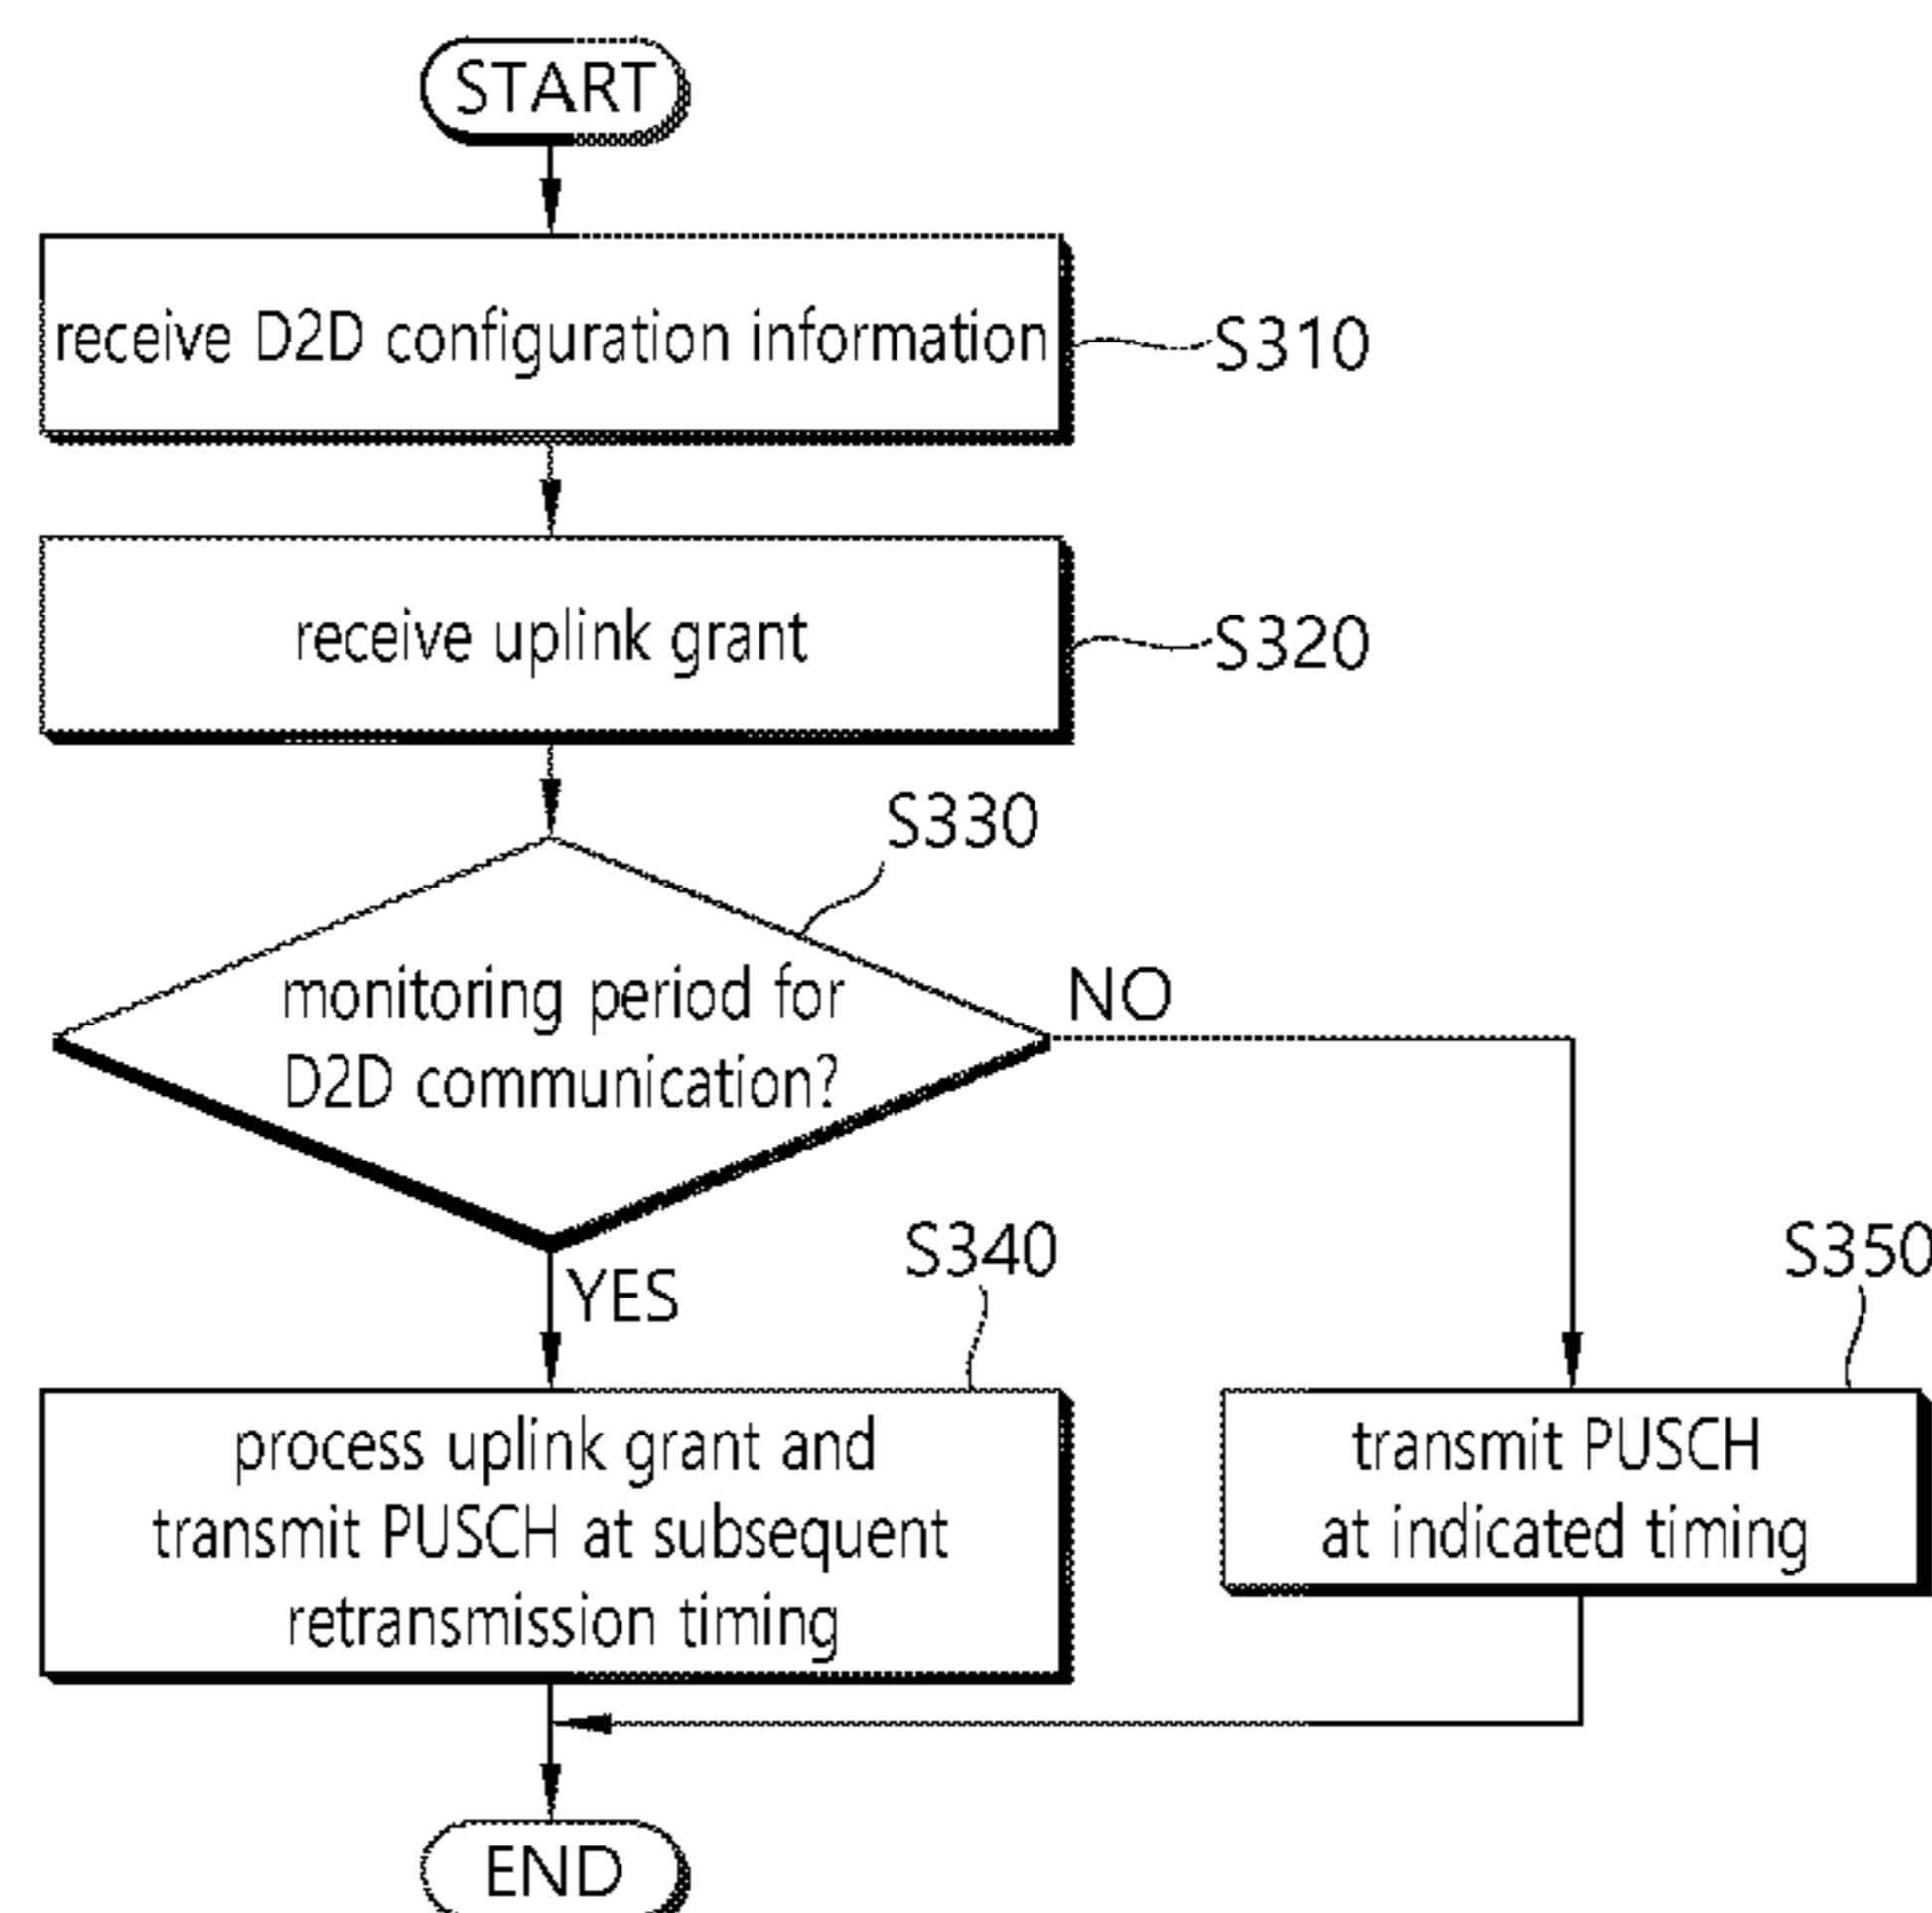 START
receive D2D configuration information
S310
receive uplink grant
S320
S330
monitoring period for
D2D communication?
NO
YES
S340
S350
process uplink grant and
transmit PUSCH at subsequent
retransmission timing
transmit PUSCH
at indicated timing
END